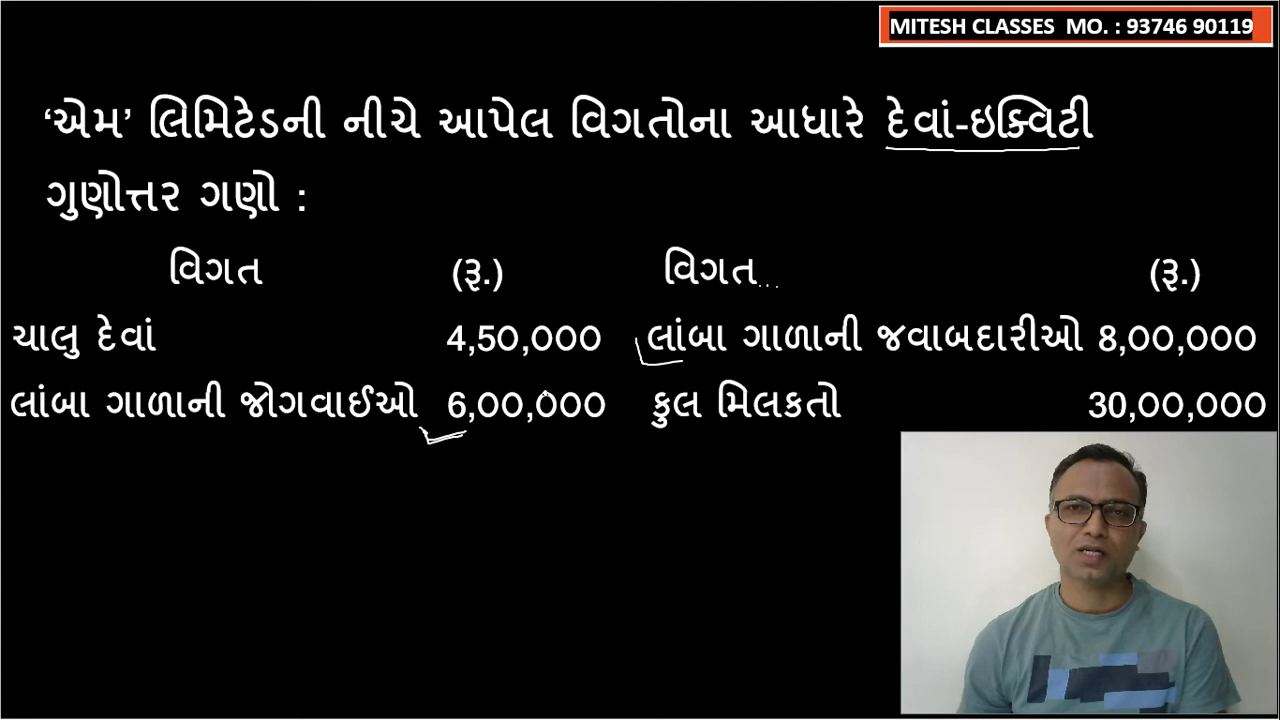 MITESH CLASSES MO. : 93746 90119
‘એમ’ લિમિટેડની નીચે આપેલ વિગતોના આધારે દેવાં-ઇક્વિટી
ગુણોત્તર ગણો :
વિગત (રૂ.) વિગત... (રૂ.)
ચાલુ દેવાં 4,50,000 લાંબા ગાળાની જવાબદારીઓ 8,00,000
લાંબા ગાળાની જોગવાઈઓ 6,00,000 કુલ મિલકતો 30,00,000